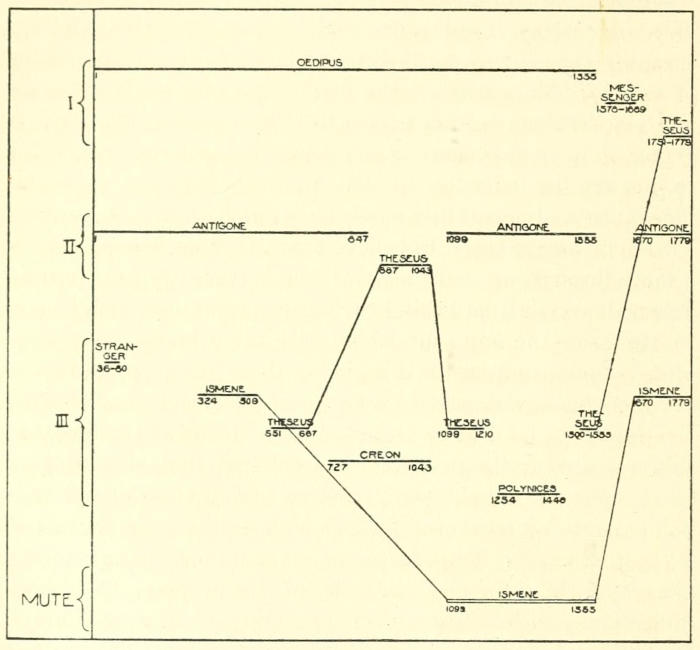 OEDIPUS
1 1555
I
MES-
SENGER
1578-1669
THE-
SEUS
1751-1779
II
ANTIGONE
1 847
ANTIGONE
1099 1555
ANTIGONE
1670 1779
THESEUS
887 1043
III
STRAN-
GER
36-80
ISMENE
324 509
THESEUS
551 667
THESEUS
1099 1210
THE-
SEUS
1500-1555
ISMENE
1670 1779
CREON
727 1043
POLYNICES
1254 1446
MUTE
ISMENE
1099 1555